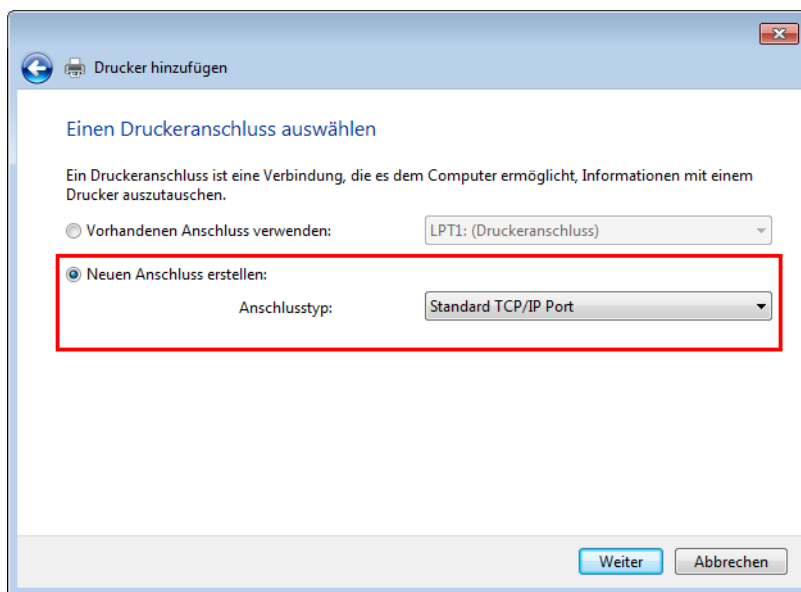 Drucker hinzufügen
Einen Druckeranschluss auswählen
Ein Druckeranschluss ist eine Verbindung, die es dem Computer ermöglicht, Informationen mit einem
Drucker auszutauschen.
Vorhandenen Anschluss verwenden: LPT1: (Druckeranschluss)
Neuen Anschluss erstellen:
Anschlusstyp: Standard TCP/IP Port
Weiter Abbrechen